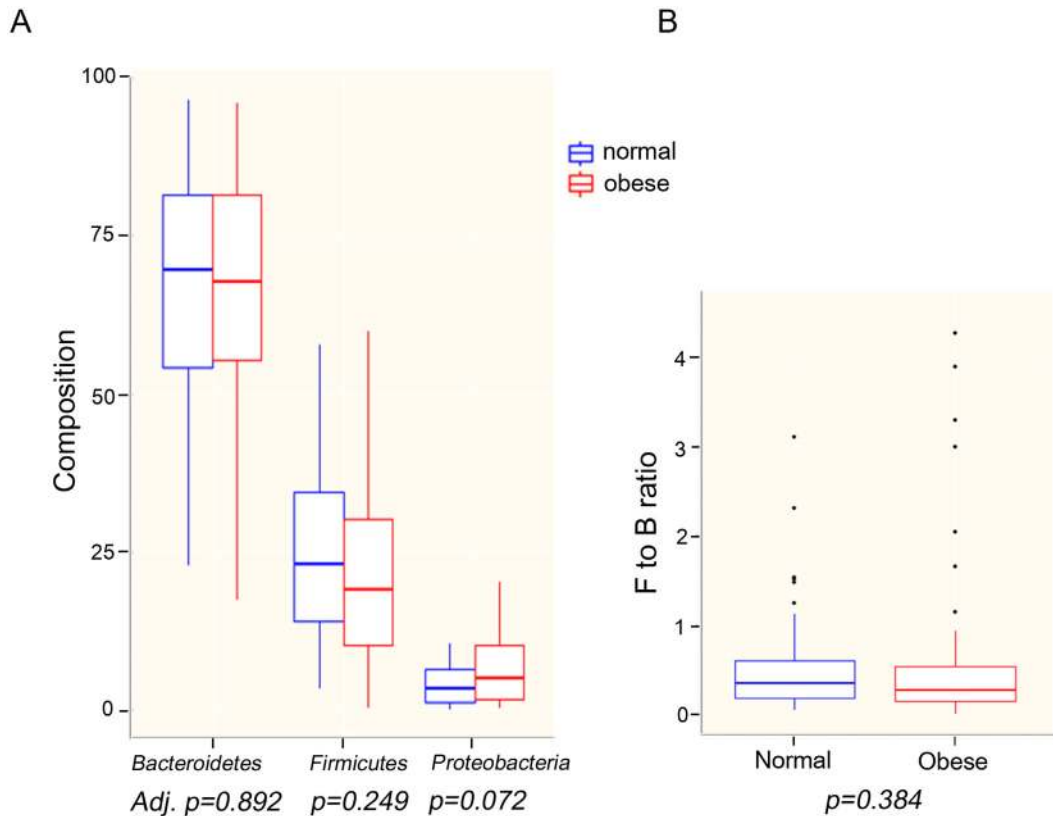 A
B
100
75
50
25
0
Composition
normal
obese
Bacteroidetes Firmicutes Proteobacteria
Adj. p=0.892 p=0.249 p=0.072
4
3
2
1
0
F to B ratio
Normal Obese
p=0.384